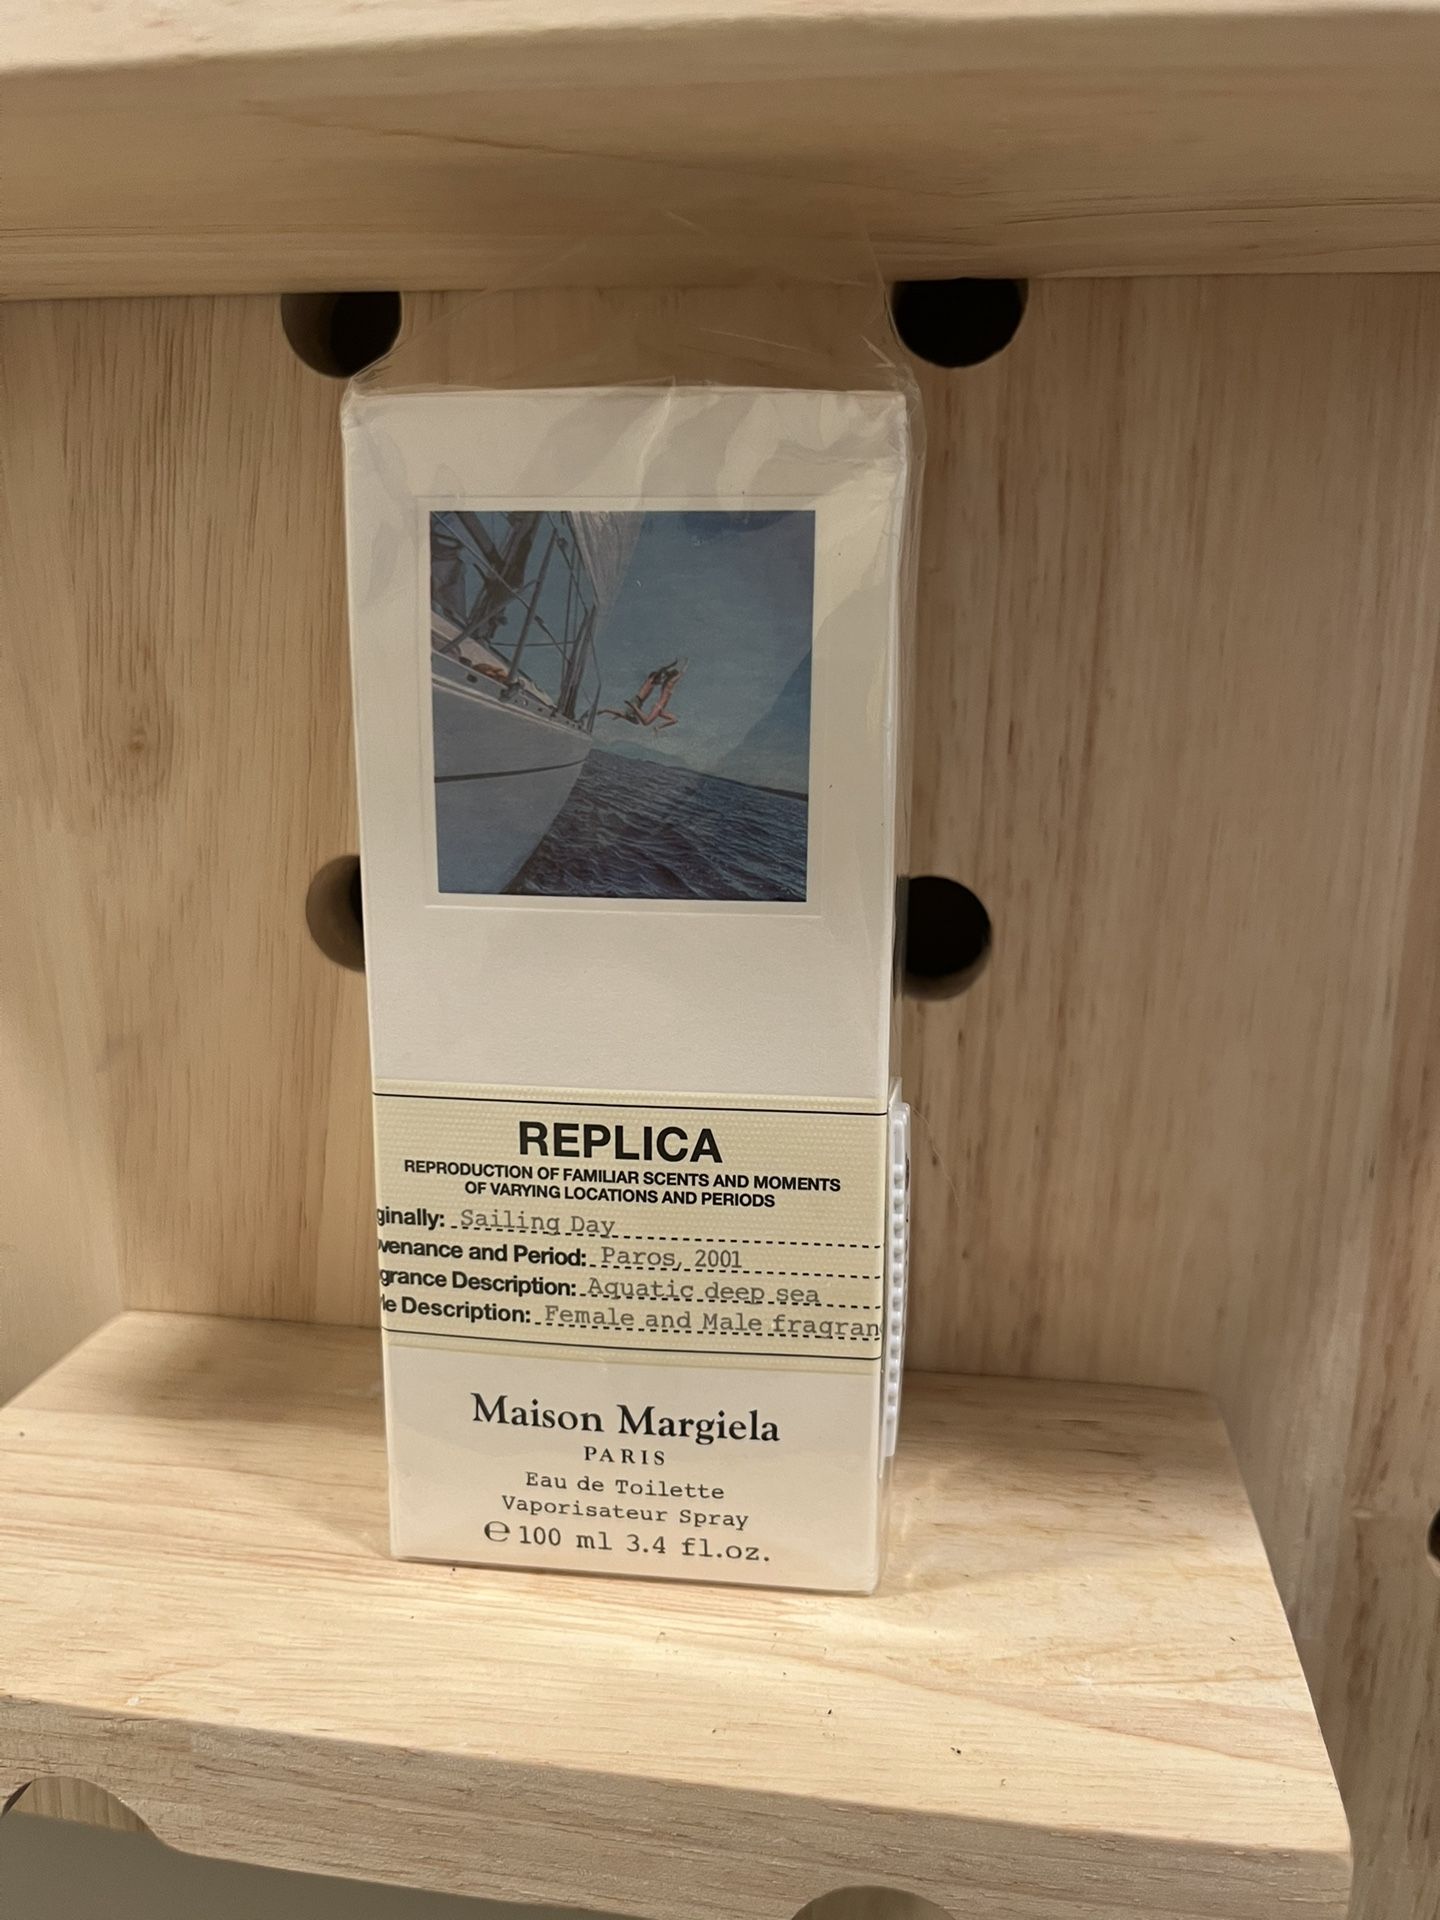 REPLICA
REPRODUCTION OF FAMILIAR SCENTS AND MOMENTS
OF VARYING LOCATIONS AND PERIODS
ginally: Sailing Day
venance and Period: Paros, 2001
grance Description: Aquatic deep sea
le Description: Female and Male fragran
Maison Margiela
PARIS
Eau de Toilette
Vaporisateur Spray
℮ 100 ml 3.4 fl.oz.